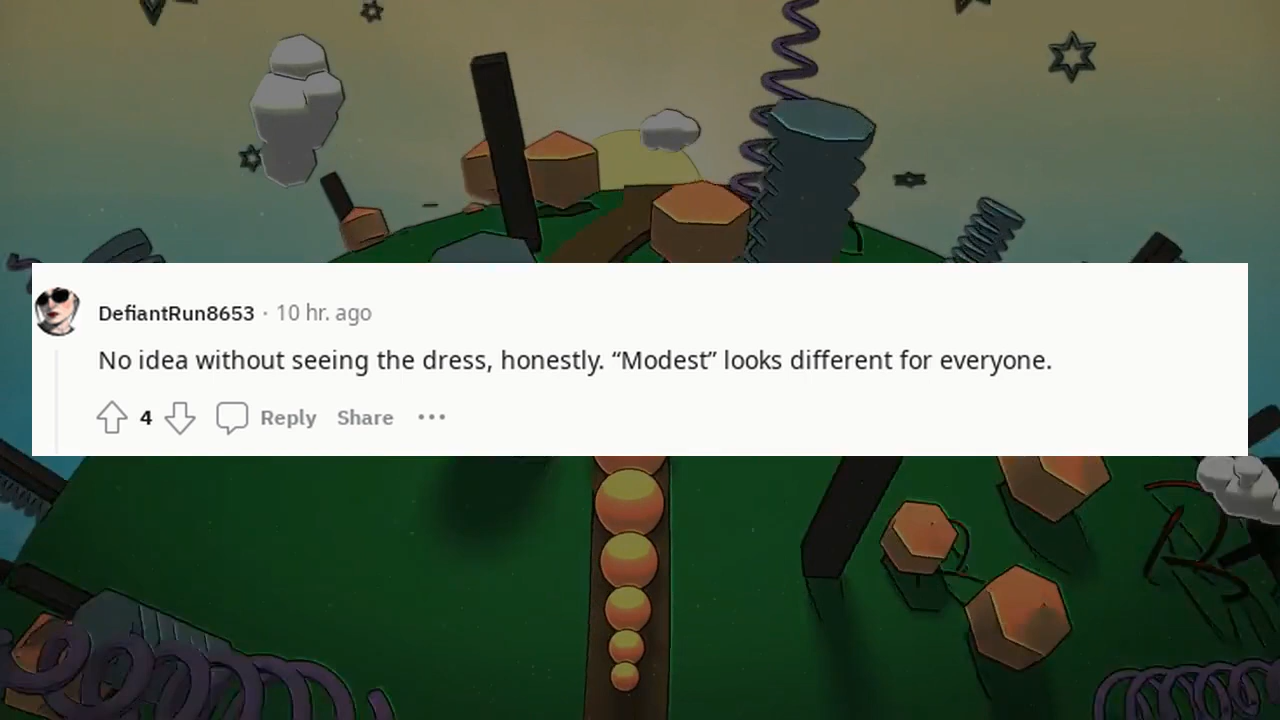 DefiantRun8653 · 10 hr. ago
No idea without seeing the dress, honestly. “Modest” looks different for everyone.
4 Reply Share ···